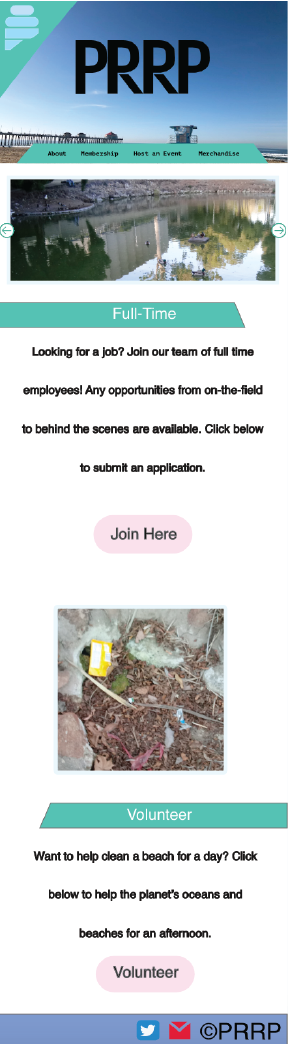 PRRP
About Membership Host an Event Merchandise
Full-Time
Looking for a job? Join our team of full time
employees! Any opportunities from on-the-field
to behind the scenes are available. Click below
to submit an application.
Join Here
Volunteer
Want to help clean a beach for a day? Click
below to help the planet's oceans and
beaches for an afternoon.
Volunteer
©PRRP